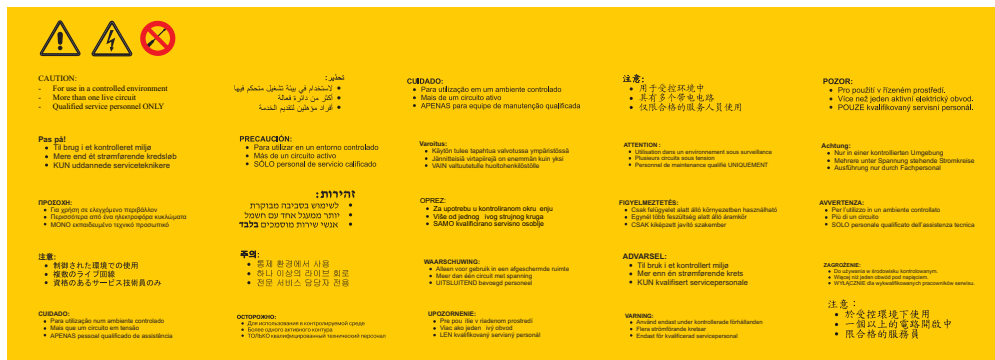 CAUTION:
- For use in a controlled environment
- More than one live circuit
- Qualified service personnel ONLY
تحذير:
• لاستخدام في بيئة تشغيل متحكم فيها
• أكثر من دائرة فعالة
• أفراد مؤهلين لتقديم الخدمة
CUIDADO:
• Para utilização em um ambiente controlado
• Mais de um circuito ativo
• APENAS para equipe de manutenção qualificada
注意:
• 用于受控环境中
• 具有多个带电电路
• 仅限合格的服务人员使用
POZOR:
• Pro použití v řízeném prostředí.
• Více než jeden aktivní elektrický obvod.
• POUZE kvalifikovaný servisní personál.
Pas på!
• Til brug i et kontrolleret miljø
• Mere end ét strømførende kredsløb
• KUN uddannede serviceteknikere
PRECAUCIÓN:
• Para utilizar en un entorno controlado
• Más de un circuito activo
• SÓLO personal de servicio calificado
Varoitus:
• Käytön tulee tapahtua valvotussa ympäristössä
• Jännitteisiä virtapiirejä on enemmän kuin yksi
• VAIN valtuutetulle huoltohenkilöstölle
ATTENTION :
• Utilisation dans un environnement sous surveillance
• Plusieurs circuits sous tension
• Personnel de maintenance qualifié UNIQUEMENT
Achtung:
• Nur in einer kontrollierten Umgebung
• Mehrere unter Spannung stehende Stromkreise
• Ausführung nur durch Fachpersonal
ΠΡΟΣΟΧΗ:
• Για χρήση σε ελεγχόμενο περιβάλλον
• Περισσότερα από ένα ηλεκτροφόρα κυκλώματα
• ΜΟΝΟ εκπαιδευμένο τεχνικό προσωπικό
זהירות:
• לשימוש בסביבה מבוקרת
• יותר ממעגל אחד עם חשמל
• אנשי שירות מוסמכים בלבד
OPREZ:
• Za upotrebu u kontroliranom okru enju
• Više od jednog ivog strujnog kruga
• SAMO kvalificirano servisno osoblje
FIGYELMEZTETÉS:
• Csak felügyelet alatt álló környezetben használható
• Egynél több feszültség alatt álló áramkör
• CSAK kiképzett javító szakember
AVVERTENZA:
• Per l'utilizzo in un ambiente controllato
• Più di un circuito
• SOLO personale qualificato dell'assistenza tecnica
注意:
• 制御された環境での使用
• 複数のライブ回線
• 資格のあるサービス技術員のみ
주의:
• 통제 환경에서 사용
• 하나 이상의 라이브 회로
• 전문 서비스 담당자 전용
WAARSCHUWING:
• Alleen voor gebruik in een afgeschermde ruimte
• Meer dan één circuit met spanning
• UITSLUITEND bevoegd personeel
ADVARSEL:
• Til bruk i et kontrollert miljø
• Mer enn én strømførende krets
• KUN kvalifisert servicepersonale
ZAGROŻENIE:
• Do używania w środowisku kontrolowanym.
• Więcej niż jeden obwód pod napięciem.
• WYŁĄCZNIE dla wykwalifikowanych pracowników serwisu.
CUIDADO:
• Para utilização num ambiente controlado
• Mais que um circuito em tensão
• APENAS pessoal qualificado de assistência
ОСТОРОЖНО:
• Для использования в контролируемой среде
• Более одного активного контура
• ТОЛЬКО квалифицированный технический персонал
UPOZORNENIE:
• Pre pou itie v riadenom prostredí
• Viac ako jeden ivý obvod
• LEN kvalifikovaný servisný personál
VARNING:
• Använd endast under kontrollerade förhållanden
• Flera strömförande kretsar
• Endast för kvalificerad servicepersonal
注意：
• 於受控環境下使用
• 一個以上的電路開啟中
• 限合格的服務員